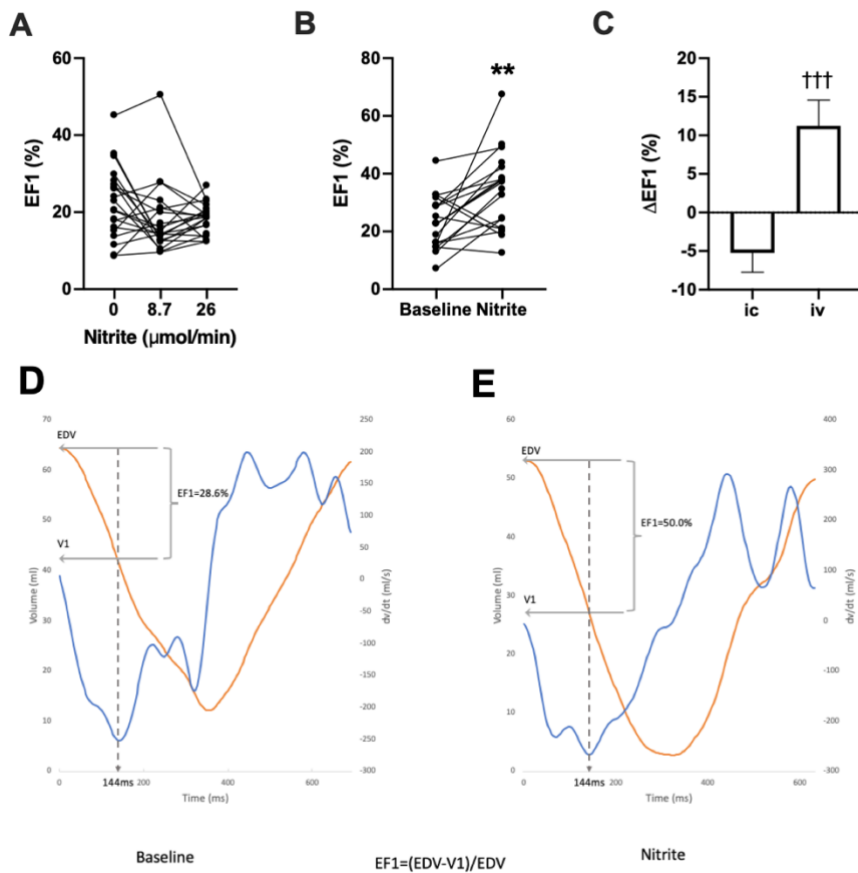 A
EF1 (%)
60
40
20
0
0 8.7 26
Nitrite (μmol/min)
B
EF1 (%)
80
60
40
20
0
**
Baseline Nitrite
C
ΔEF1 (%)
20
15
10
5
0
-5
-10
†††
ic iv
D
70
60
50
40
30
20
10
0
Volume (ml)
EDV
V1
EF1=28.6%
250
200
150
100
50
0
-50
-100
-150
-200
-250
-300
dv/dt (ml/s)
0 144ms 200 400 600
Time (ms)
Baseline
E
60
50
40
30
20
10
0
Volume (ml)
EDV
V1
EF1=50.0%
400
300
200
100
0
-100
-200
-300
dv/dt (ml/s)
0 144ms 200 400 600
Time (ms)
Nitrite
EF1=(EDV-V1)/EDV